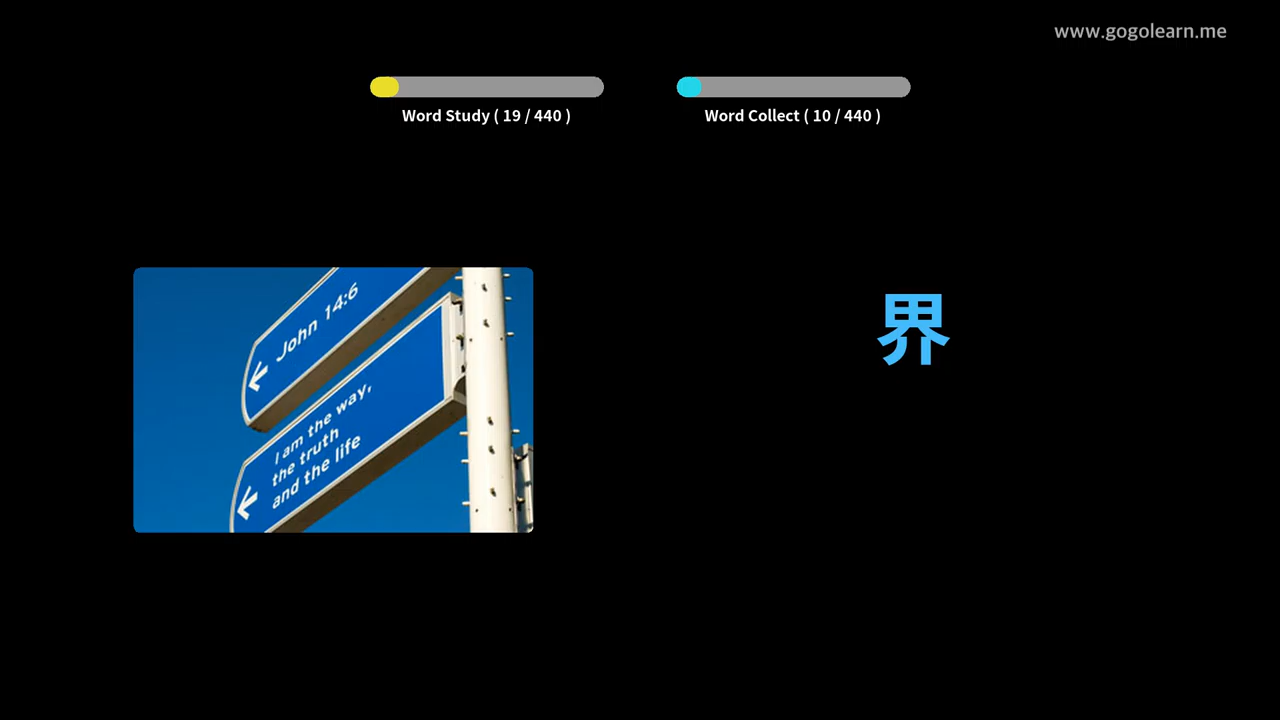 www.gogolearn.me
Word Study ( 19 / 440 )
Word Collect ( 10 / 440 )
John 14:6
I am the way,
the truth
and the life
界